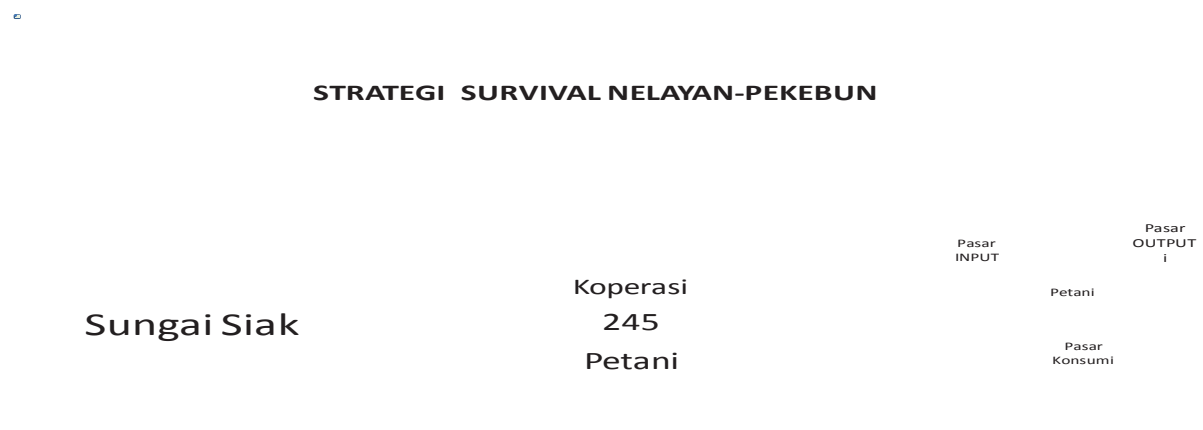 STRATEGI SURVIVAL NELAYAN-PEKEBUN
Sungai Siak
Koperasi
245
Petani
Pasar
INPUT
Pasar
OUTPUT
i
Petani
Pasar
Konsumi